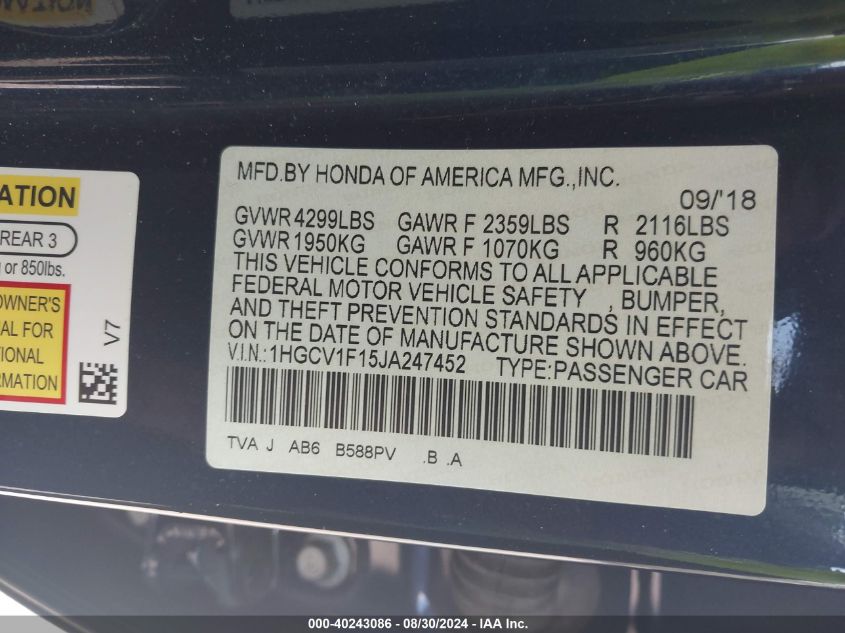 ATION
REAR 3
g or 850lbs.
OWNER'S
AL FOR
TIONAL
RMATION
V7
MFD.BY HONDA OF AMERICA MFG.,INC.
09/'18
GVWR 4299LBS GAWR F 2359LBS R 2116LBS
GVWR 1950KG GAWR F 1070KG R 960KG
THIS VEHICLE CONFORMS TO ALL APPLICABLE
FEDERAL MOTOR VEHICLE SAFETY , BUMPER,
AND THEFT PREVENTION STANDARDS IN EFFECT
ON THE DATE OF MANUFACTURE SHOWN ABOVE.
V.I.N.:1HGCV1F15JA247452 TYPE:PASSENGER CAR
TVA J AB6 B588PV .B .A
000-40243086 - 08/30/2024 - IAA Holdings, LLC.